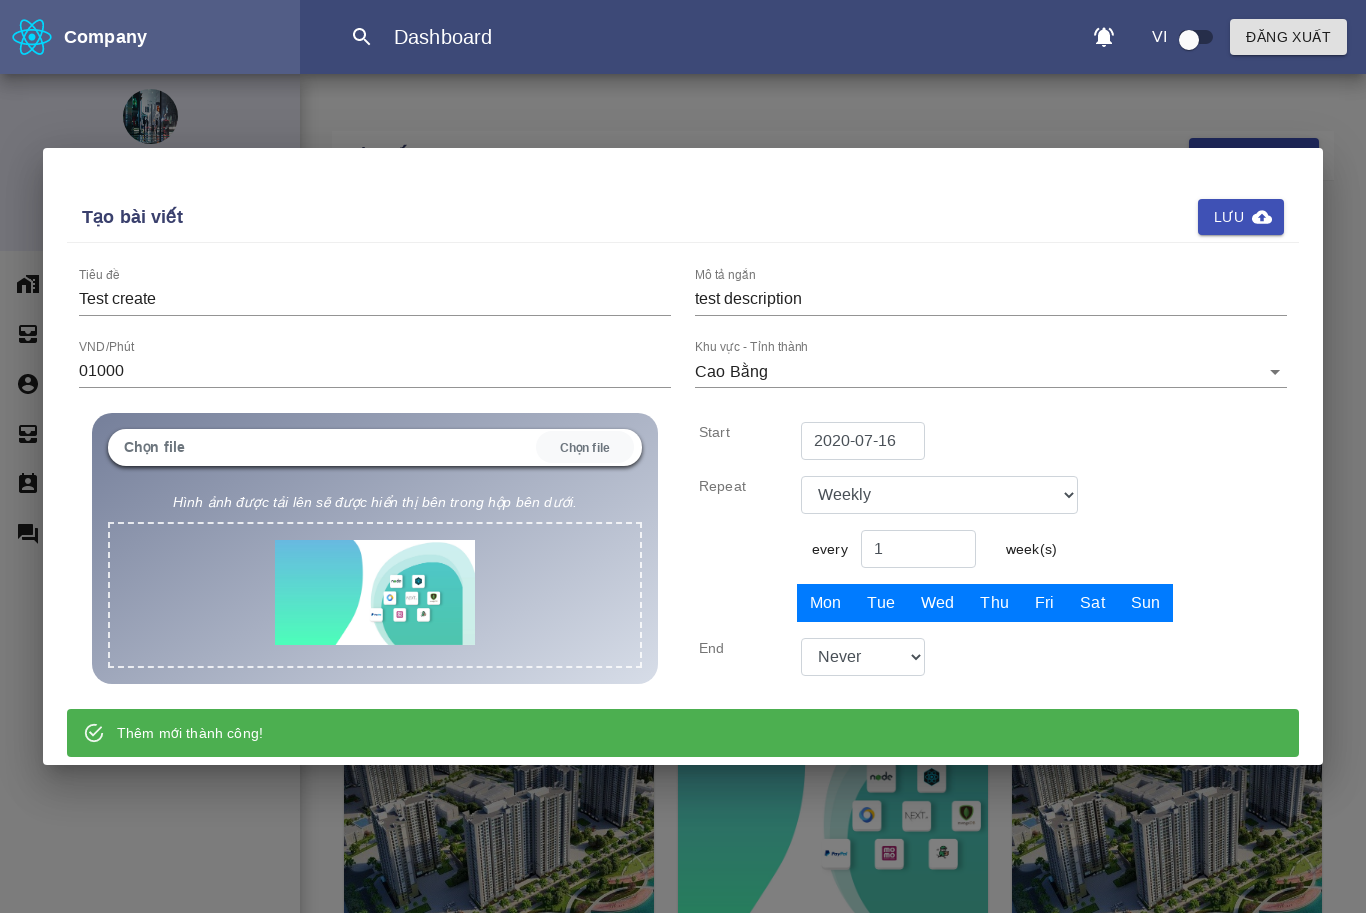 Company
Dashboard
VI
ĐĂNG XUẤT
Tạo bài viết
LƯU
Tiêu đề
Mô tả ngắn
Test create
test description
VND/Phút
Khu vực - Tỉnh thành
01000
Cao Bằng
Chọn file
Chọn file
Hình ảnh được tải lên sẽ được hiển thị bên trong hộp bên dưới.
Start
2020-07-16
Repeat
Weekly
every
1
week(s)
Mon Tue Wed Thu Fri Sat Sun
End
Never
Thêm mới thành công!
node
NEXT
PayPal
momo